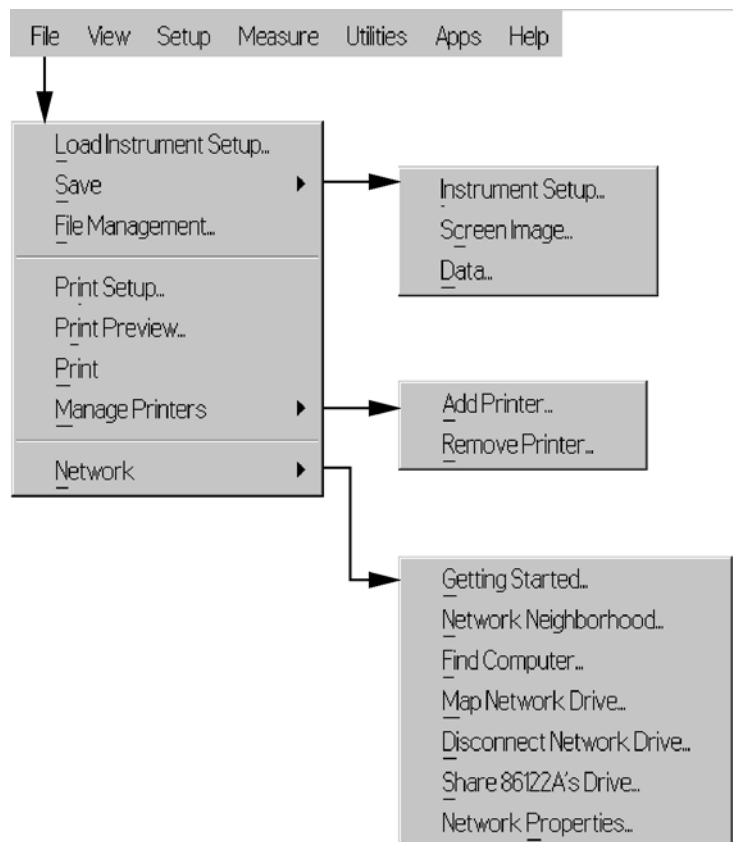 File View Setup Measure Utilities Apps Help
Load Instrument Setup...
Save
File Management...
Print Setup...
Print Preview...
Print
Manage Printers
Network
Instrument Setup...
Screen Image...
Data...
Add Printer...
Remove Printer...
Getting Started...
Network Neighborhood...
Find Computer...
Map Network Drive...
Disconnect Network Drive...
Share 86122A's Drive...
Network Properties...